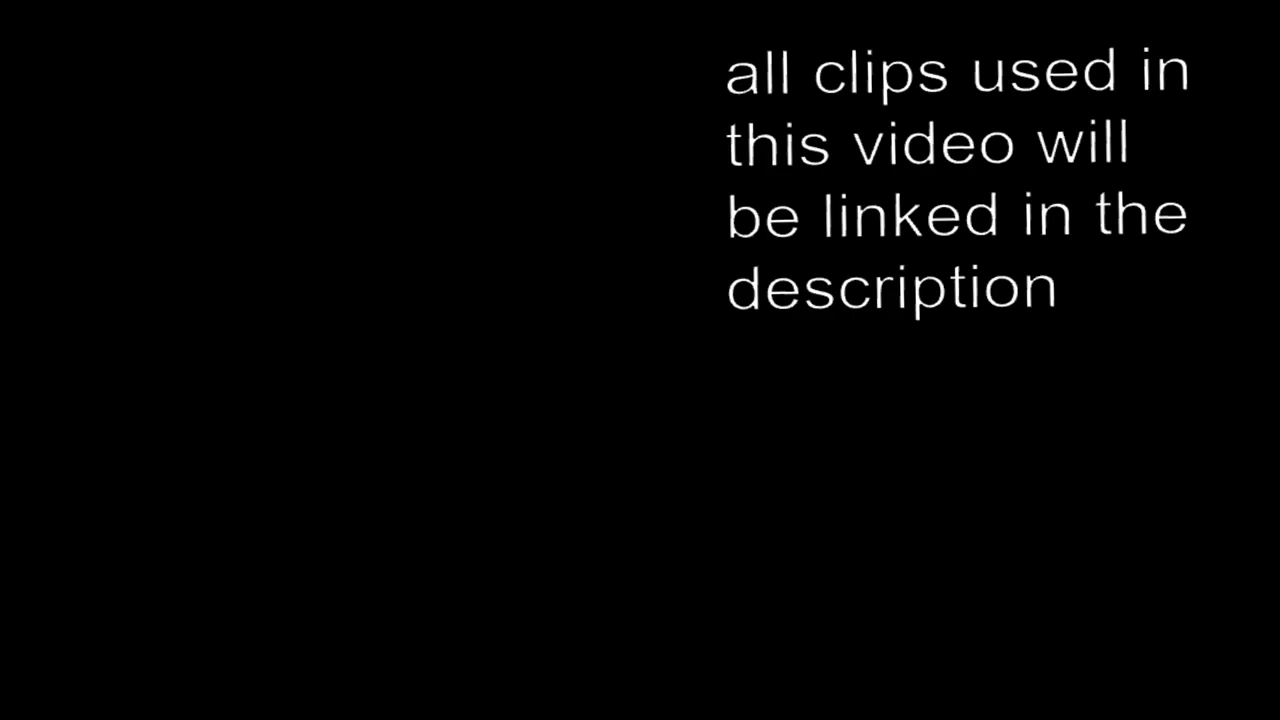 all clips used in
this video will
be linked in the
description